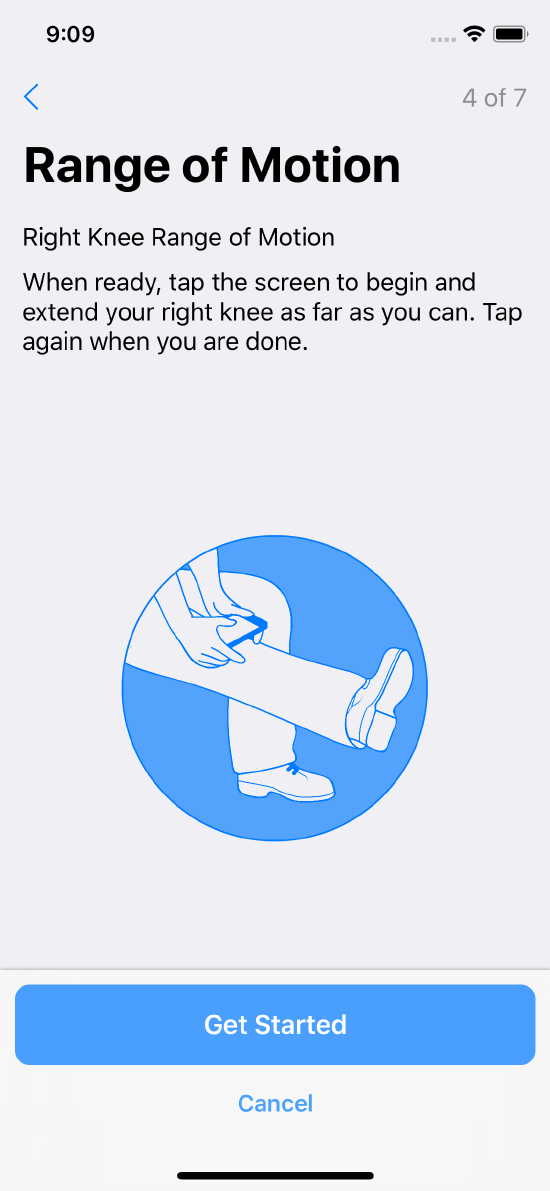 9:09
4 of 7
Range of Motion
Right Knee Range of Motion
When ready, tap the screen to begin and
extend your right knee as far as you can. Tap
again when you are done.
Get Started
Cancel